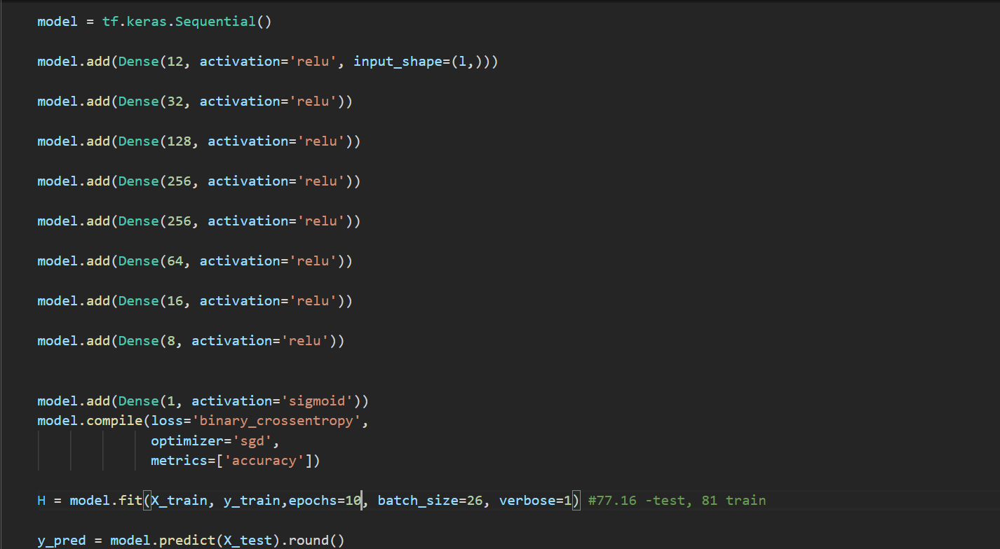 model = tf.keras.Sequential()
model.add(Dense(12, activation='relu', input_shape=(l,)))
model.add(Dense(32, activation='relu'))
model.add(Dense(128, activation='relu'))
model.add(Dense(256, activation='relu'))
model.add(Dense(256, activation='relu'))
model.add(Dense(64, activation='relu'))
model.add(Dense(16, activation='relu'))
model.add(Dense(8, activation='relu'))
model.add(Dense(1, activation='sigmoid'))
model.compile(loss='binary_crossentropy',
optimizer='sgd',
metrics=['accuracy'])
H = model.fit(X_train, y_train,epochs=10, batch_size=26, verbose=1) #77.16 -test, 81 train
y_pred = model.predict(X_test).round()